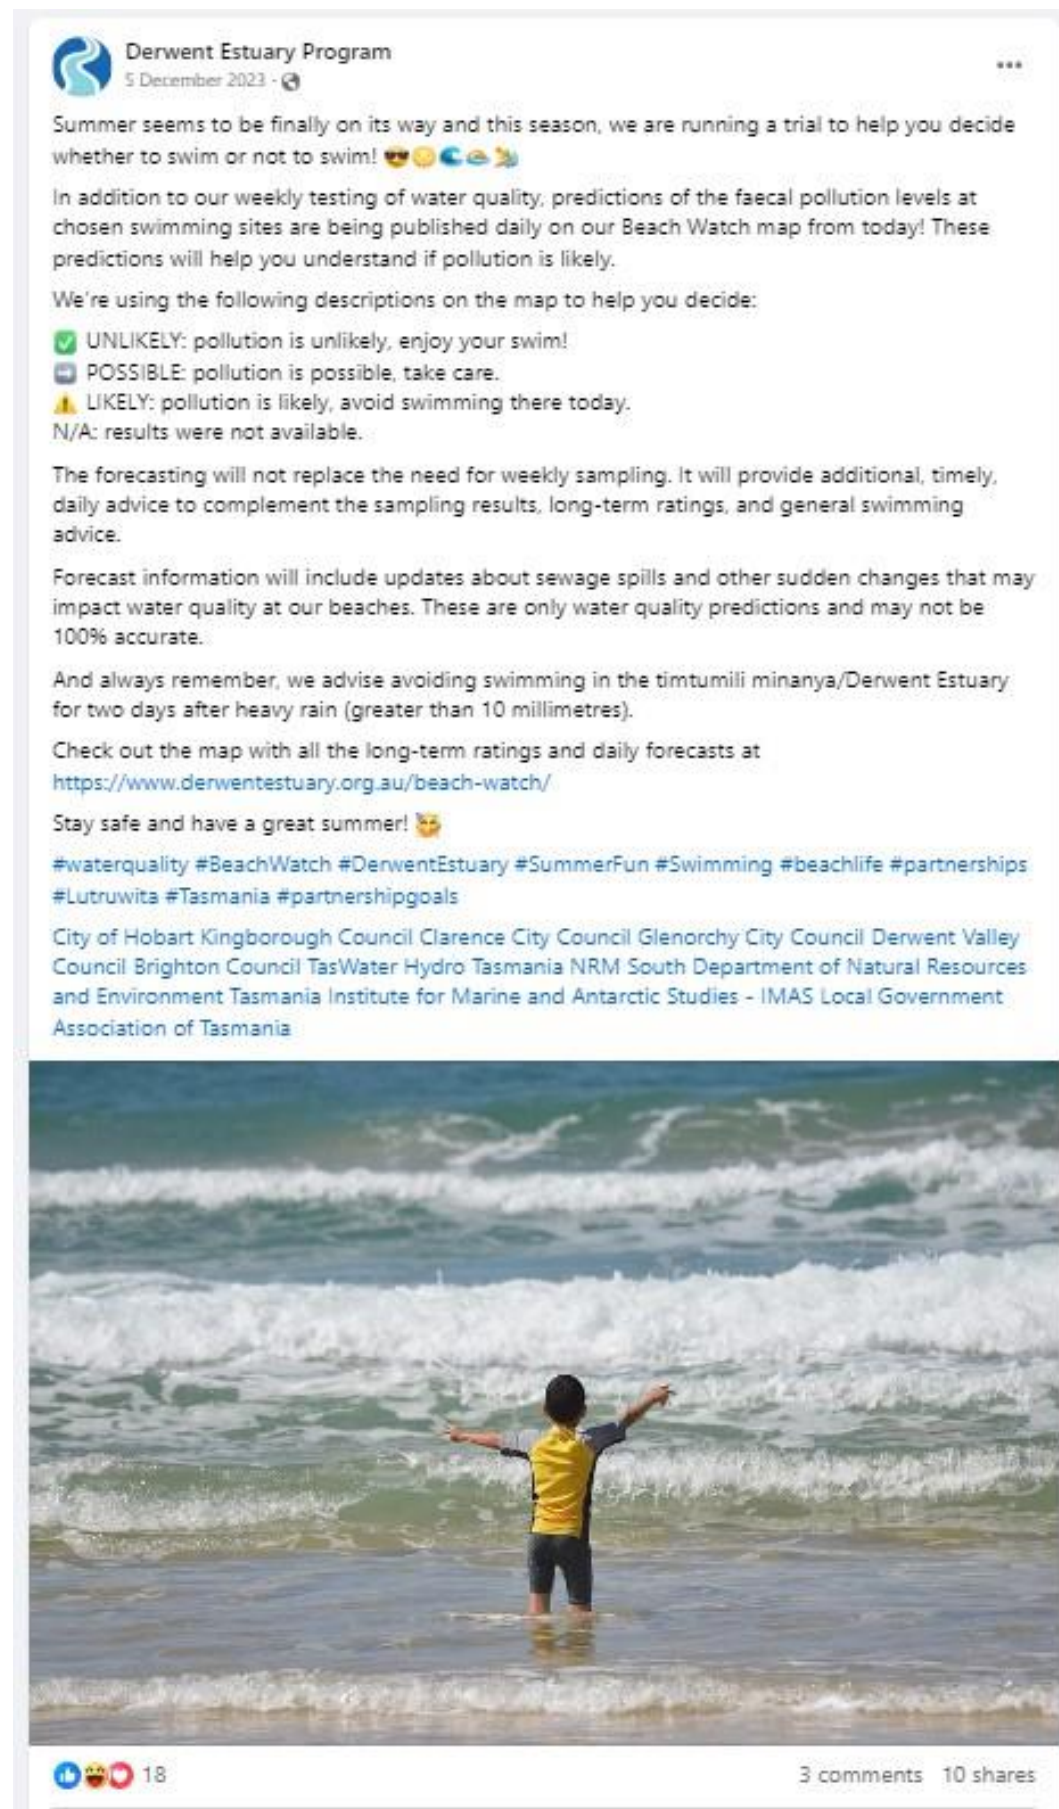 Derwent Estuary Program
5 December 2023 ·
Summer seems to be finally on its way and this season, we are running a trial to help you decide
whether to swim or not to swim! 😎🌞🌊🏊🏄
In addition to our weekly testing of water quality, predictions of the faecal pollution levels at
chosen swimming sites are being published daily on our Beach Watch map from today! These
predictions will help you understand if pollution is likely.
We're using the following descriptions on the map to help you decide:
✅ UNLIKELY: pollution is unlikely, enjoy your swim!
➡️ POSSIBLE: pollution is possible, take care.
⚠️ LIKELY: pollution is likely, avoid swimming there today.
N/A: results were not available.
The forecasting will not replace the need for weekly sampling. It will provide additional, timely,
daily advice to complement the sampling results, long-term ratings, and general swimming
advice.
Forecast information will include updates about sewage spills and other sudden changes that may
impact water quality at our beaches. These are only water quality predictions and may not be
100% accurate.
And always remember, we advise avoiding swimming in the timtumili minanya/Derwent Estuary
for two days after heavy rain (greater than 10 millimetres).
Check out the map with all the long-term ratings and daily forecasts at
https://www.derwentestuary.org.au/beach-watch/
Stay safe and have a great summer! 🥰
#waterquality #BeachWatch #DerwentEstuary #SummerFun #Swimming #beachlife #partnerships
#Lutruwita #Tasmania #partnershipgoals
City of Hobart Kingborough Council Clarence City Council Glenorchy City Council Derwent Valley
Council Brighton Council TasWater Hydro Tasmania NRM South Department of Natural Resources
and Environment Tasmania Institute for Marine and Antarctic Studies - IMAS Local Government
Association of Tasmania
18
3 comments 10 shares